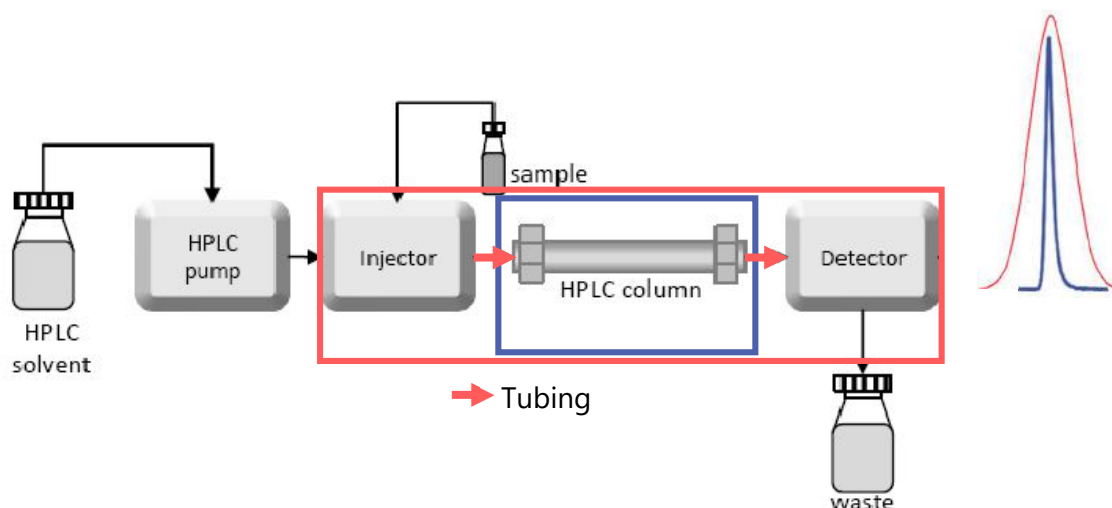 sample
HPLC
pump
Injector
Detector
HPLC column
HPLC
solvent
Tubing
waste